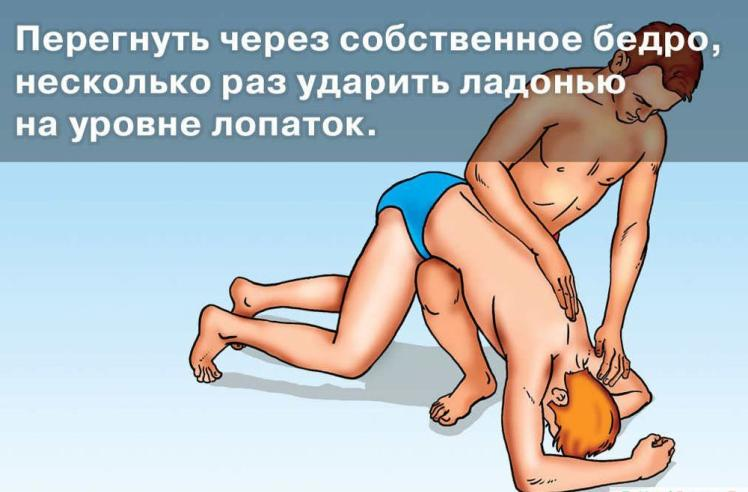 Перегнуть через собственное бедро,
несколько раз ударить ладонью
на уровне лопаток.